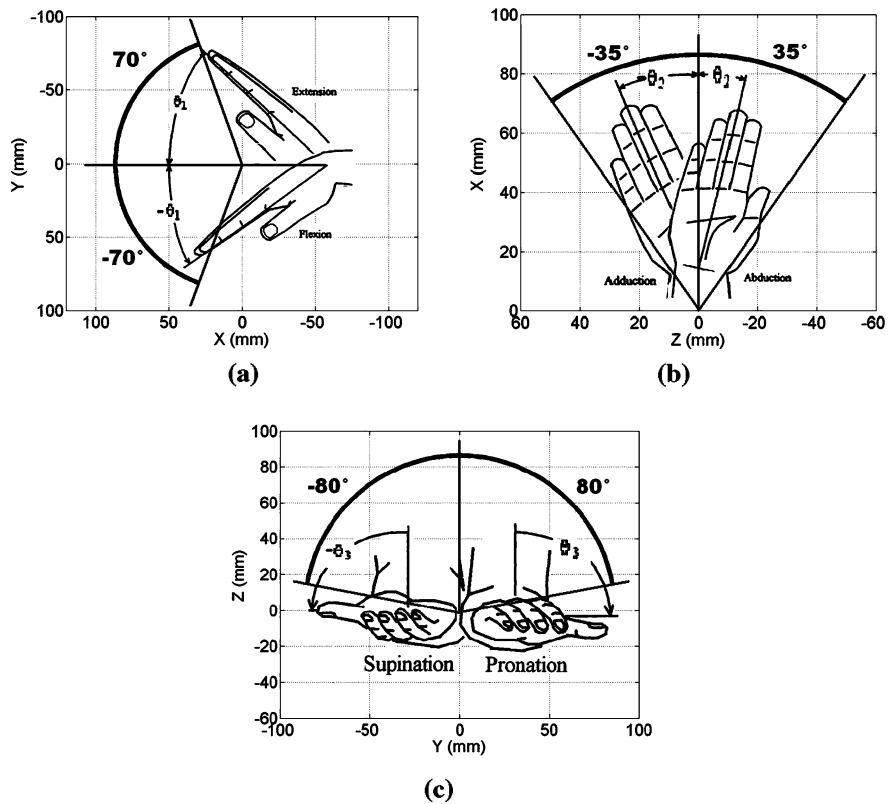 -100
-50
0
50
100
Y (mm)
100
50
0
-50
-100
X (mm)
70°
-70°
θ1
-θ1
Extension
Flexion
(a)
100
80
60
40
20
0
X (mm)
60
40
20
0
-20
-40
-60
Z (mm)
-35°
35°
-θ2
θ2
Adduction
Abduction
(b)
100
80
60
40
20
0
-20
-40
-60
Z (mm)
-100
-50
0
50
100
Y (mm)
-80°
80°
-θ3
θ3
Supination
Pronation
(c)